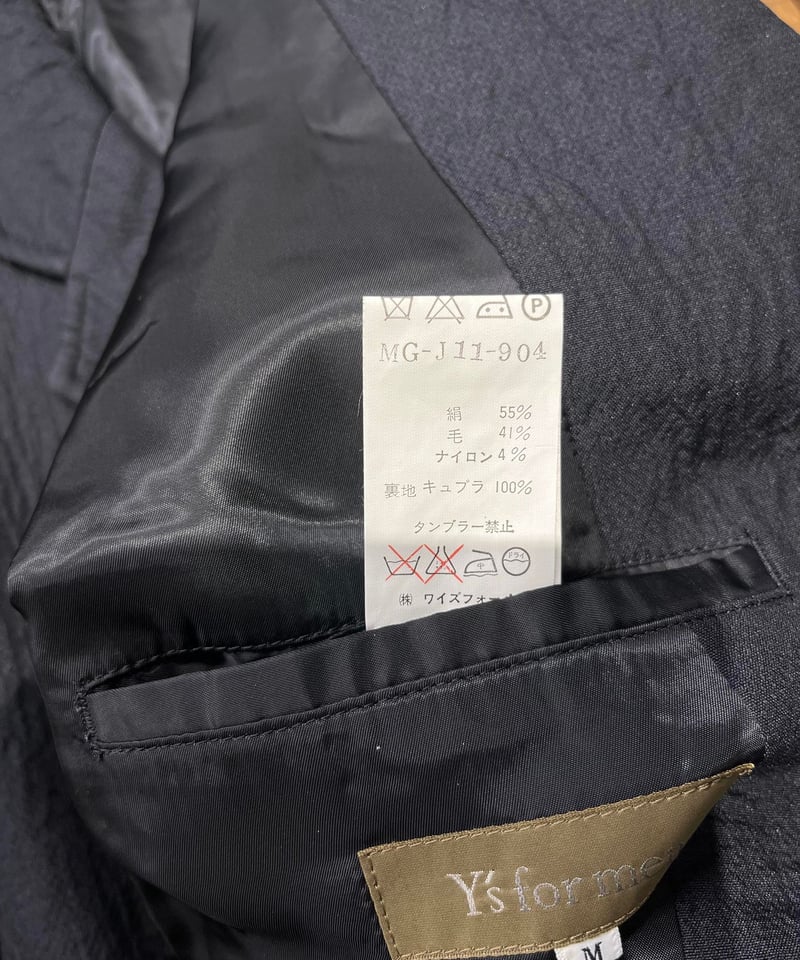 P
MG-J11-904
絹 55%
毛 41%
ナイロン 4%
裏地 キュプラ 100%
タンブラー禁止
中 ドライ
㈱ ワイズフォー
Y's for me
M